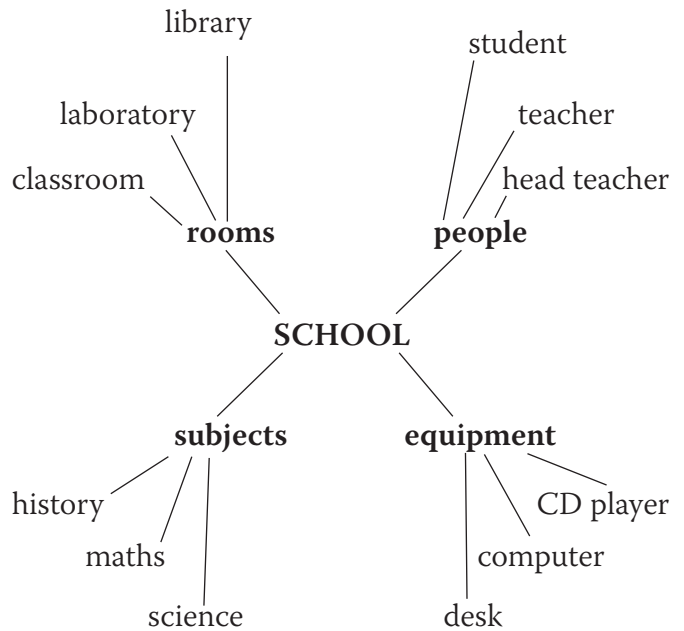 library
student
laboratory
teacher
classroom
head teacher
rooms
people
SCHOOL
subjects
equipment
history
CD player
maths
computer
science
desk